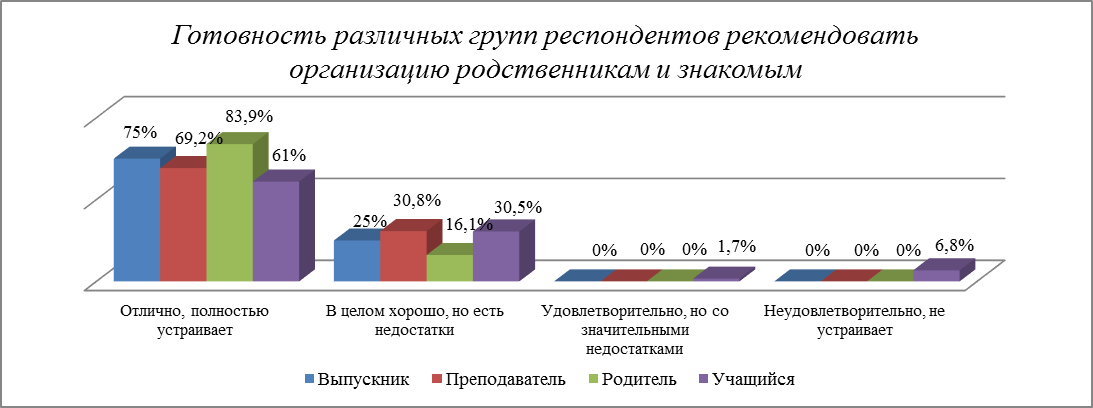 Готовность различных групп респондентов рекомендовать
организацию родственникам и знакомым
75%
69,2%
83,9%
61%
25%
30,8%
16,1%
30,5%
0%
0%
0%
1,7%
0%
0%
0%
6,8%
Отлично, полностью
устраивает
В целом хорошо, но есть
недостатки
Удовлетворительно, но со
значительными
недостатками
Неудовлетворительно, не
устраивает
Выпускник Преподаватель Родитель Учащийся